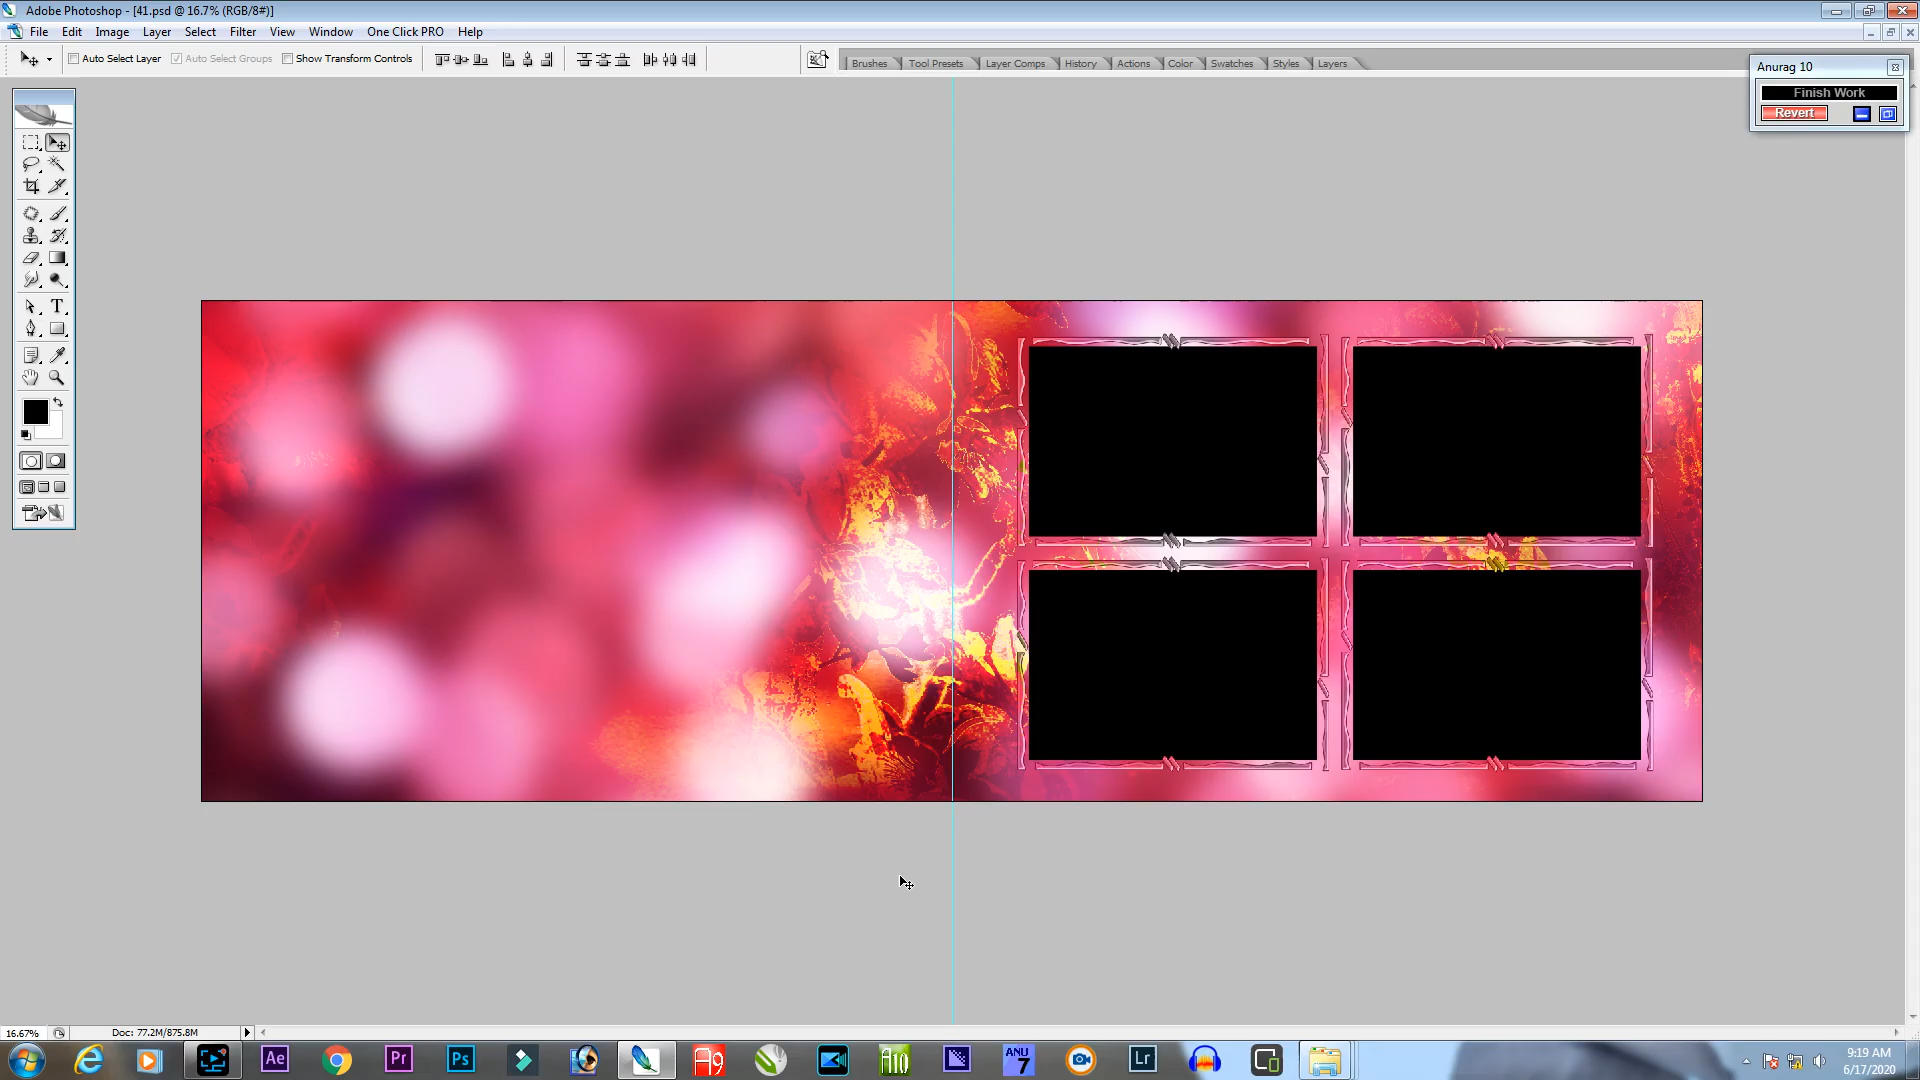 Adobe Photoshop - [41.psd @ 16.7% (RGB/8#)]
File Edit Image Layer Select Filter View Window One Click PRO Help
Auto Select Layer Auto Select Groups Show Transform Controls
Brushes Tool Presets Layer Comps History Actions Color Swatches Styles Layers
Anurag 10
Finish Work
Revert
T
16.67% Doc: 77.2M/875.8M
Ae Pr Ps A9 A10 ANU 7 Lr
9:19 AM
6/17/2020